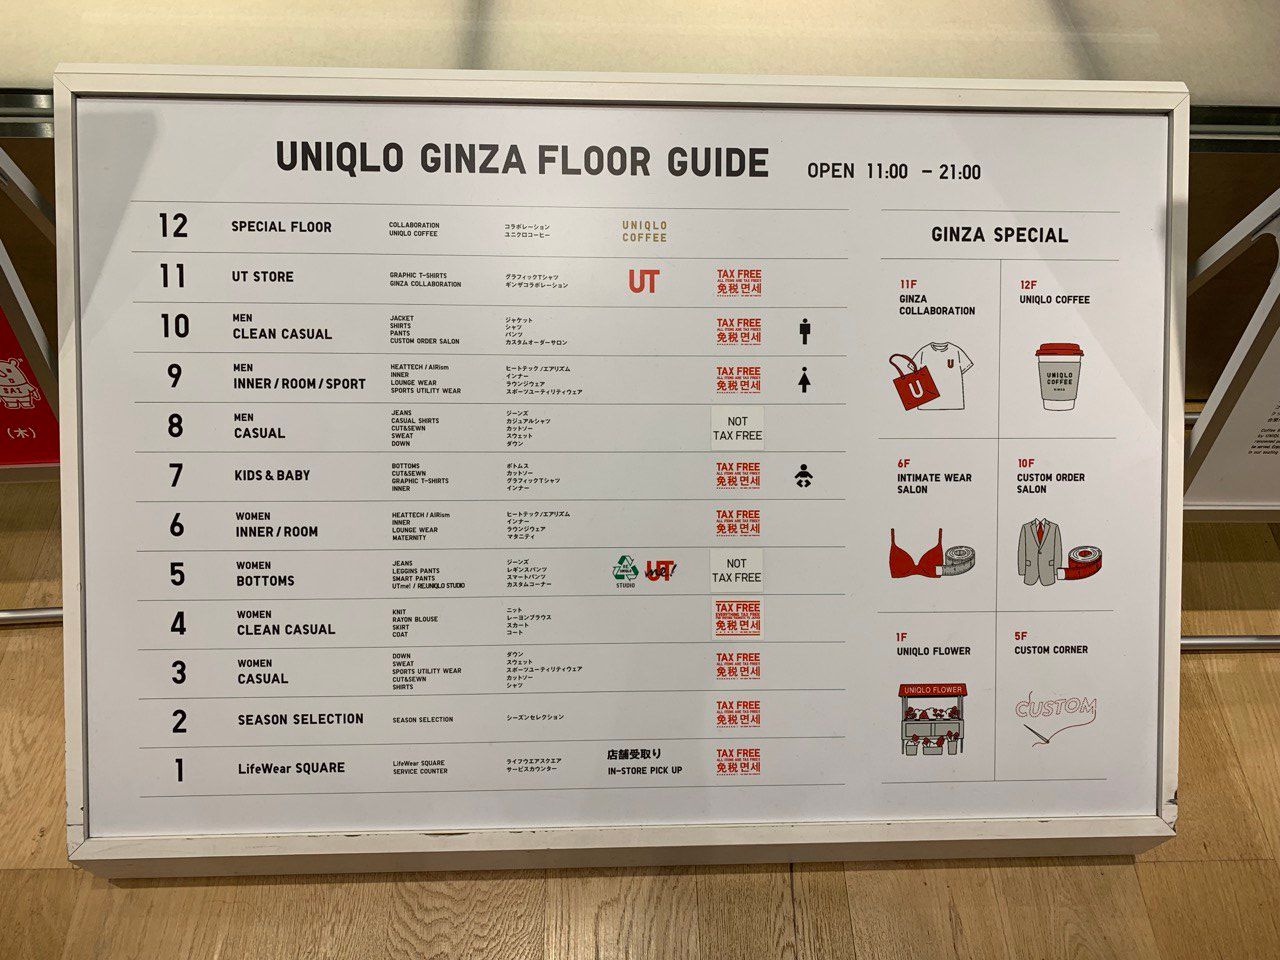 UNIQLO GINZA FLOOR GUIDE OPEN 11:00 – 21:00
12 SPECIAL FLOOR
COLLABORATION
UNIQLO COFFEE
コラボレーション
ユニクロコーヒー
UNIQLO
COFFEE
11 UT STORE
GRAPHIC T-SHIRTS
GINZA COLLABORATION
グラフィックTシャツ
ギンザコラボレーション
UT
TAX FREE
免税 면세
10 MEN
CLEAN CASUAL
JACKET
SHIRTS
PANTS
CUSTOM ORDER SALON
ジャケット
シャツ
パンツ
カスタムオーダーサロン
TAX FREE
免税 면세
9 MEN
INNER / ROOM / SPORT
HEATTECH / AIRism
INNER
LOUNGE WEAR
SPORTS UTILITY WEAR
ヒートテック/エアリズム
インナー
ラウンジウェア
スポーツユーティリティウェア
TAX FREE
免税 면세
8 MEN
CASUAL
JEANS
CASUAL SHIRTS
CUT&SEWN
SWEAT
DOWN
ジーンズ
カジュアルシャツ
カットソー
スウェット
ダウン
NOT
TAX FREE
7 KIDS & BABY
BOTTOMS
CUT&SEWN
GRAPHIC T-SHIRTS
INNER
ボトムス
カットソー
グラフィックTシャツ
インナー
TAX FREE
免税 면세
6 WOMEN
INNER / ROOM
HEATTECH / AIRism
INNER
LOUNGE WEAR
MATERNITY
ヒートテック/エアリズム
インナー
ラウンジウェア
マタニティ
TAX FREE
免税 면세
5 WOMEN
BOTTOMS
JEANS
LEGGINS PANTS
SMART PANTS
UTme! / RE.UNIQLO STUDIO
ジーンズ
レギンスパンツ
スマートパンツ
カスタムコーナー
STUDIO
UT me!
NOT
TAX FREE
4 WOMEN
CLEAN CASUAL
KNIT
RAYON BLOUSE
SKIRT
COAT
ニット
レーヨンブラウス
スカート
コート
TAX FREE
免税 면세
3 WOMEN
CASUAL
DOWN
SWEAT
SPORTS UTILITY WEAR
CUT&SEWN
SHIRTS
ダウン
スウェット
スポーツユーティリティウェア
カットソー
シャツ
TAX FREE
免税 면세
2 SEASON SELECTION
SEASON SELECTION
シーズンセレクション
TAX FREE
免税 면세
1 LifeWear SQUARE
LifeWear SQUARE
SERVICE COUNTER
ライフウエアスクエア
サービスカウンター
店舗受取り
IN-STORE PICK UP
TAX FREE
免税 면세
GINZA SPECIAL
11F
GINZA
COLLABORATION
U
U
12F
UNIQLO COFFEE
UNIQLO
COFFEE
6F
INTIMATE WEAR
SALON
10F
CUSTOM ORDER
SALON
1F
UNIQLO FLOWER
UNIQLO FLOWER
5F
CUSTOM CORNER
CUSTOM
(木)